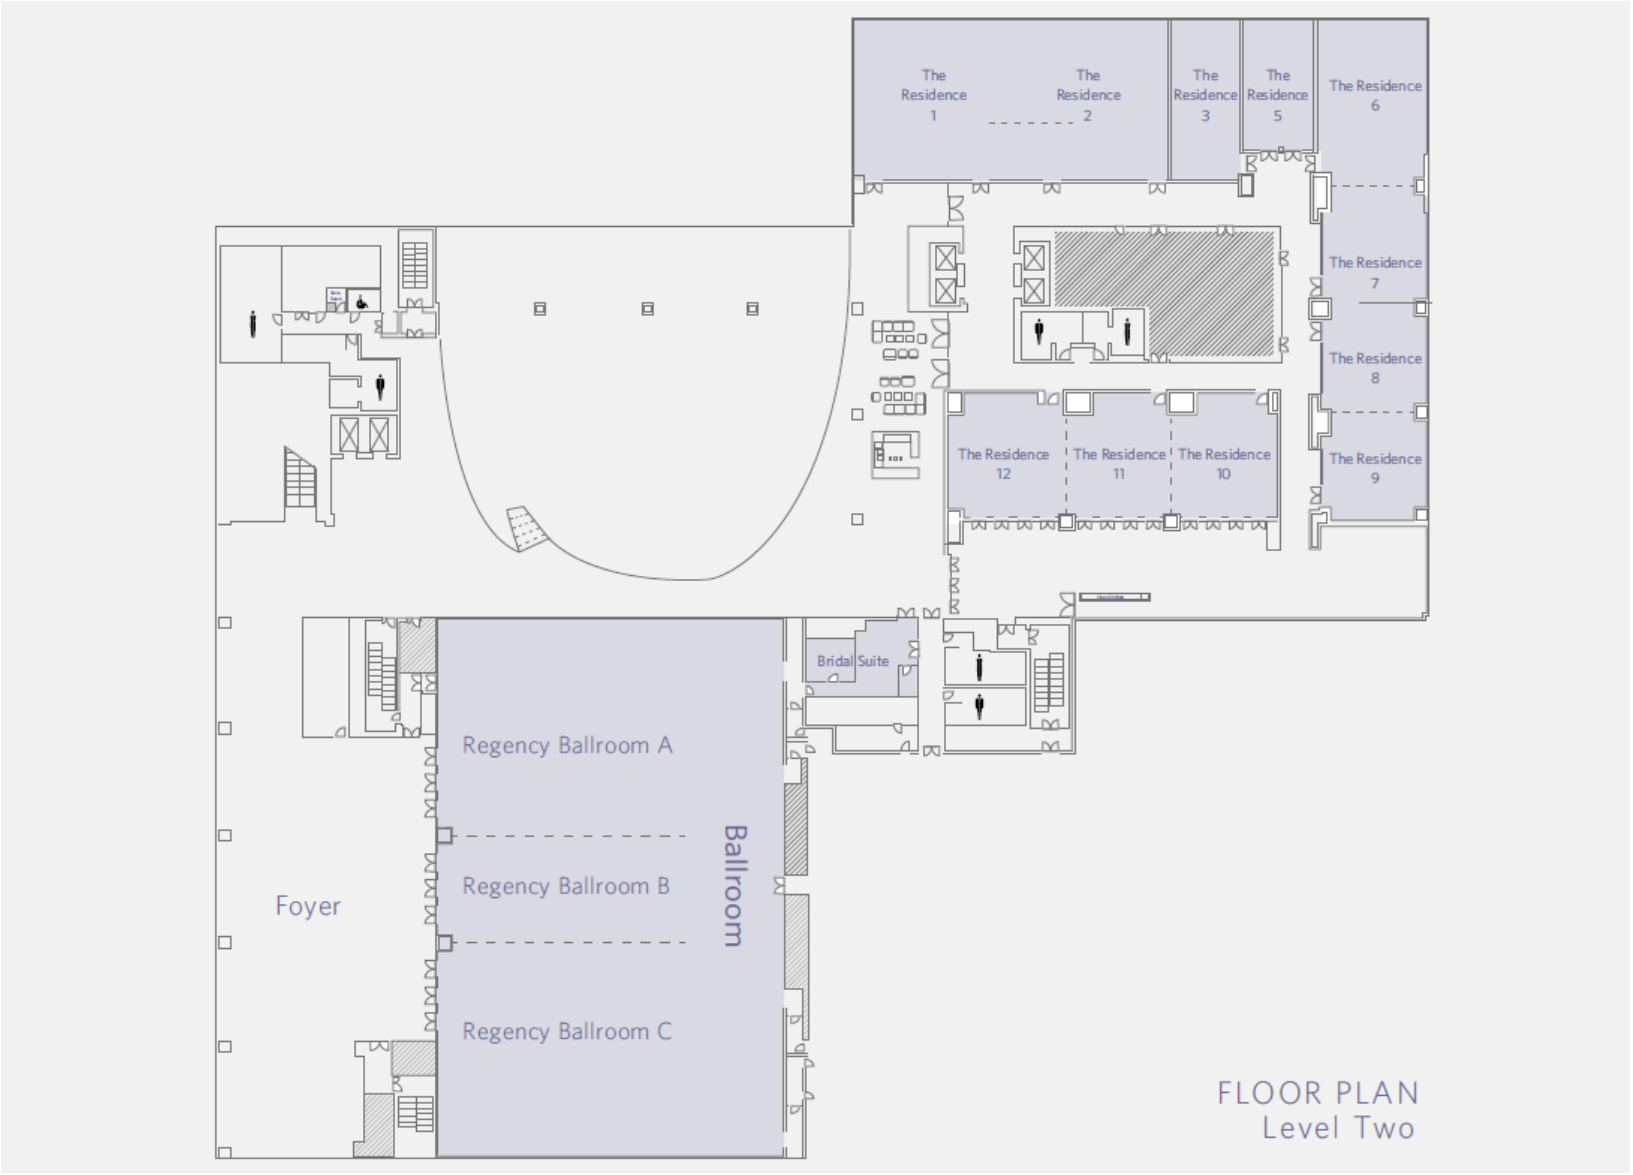 The
Residence
1
The
Residence
2
The
Residence
3
The
Residence
5
The Residence
6
The Residence
7
The Residence
8
The Residence
9
The Residence
12
The Residence
11
The Residence
10
Bridal Suite
Regency Ballroom A
Regency Ballroom B
Regency Ballroom C
Ballroom
Foyer
FLOOR PLAN
Level Two